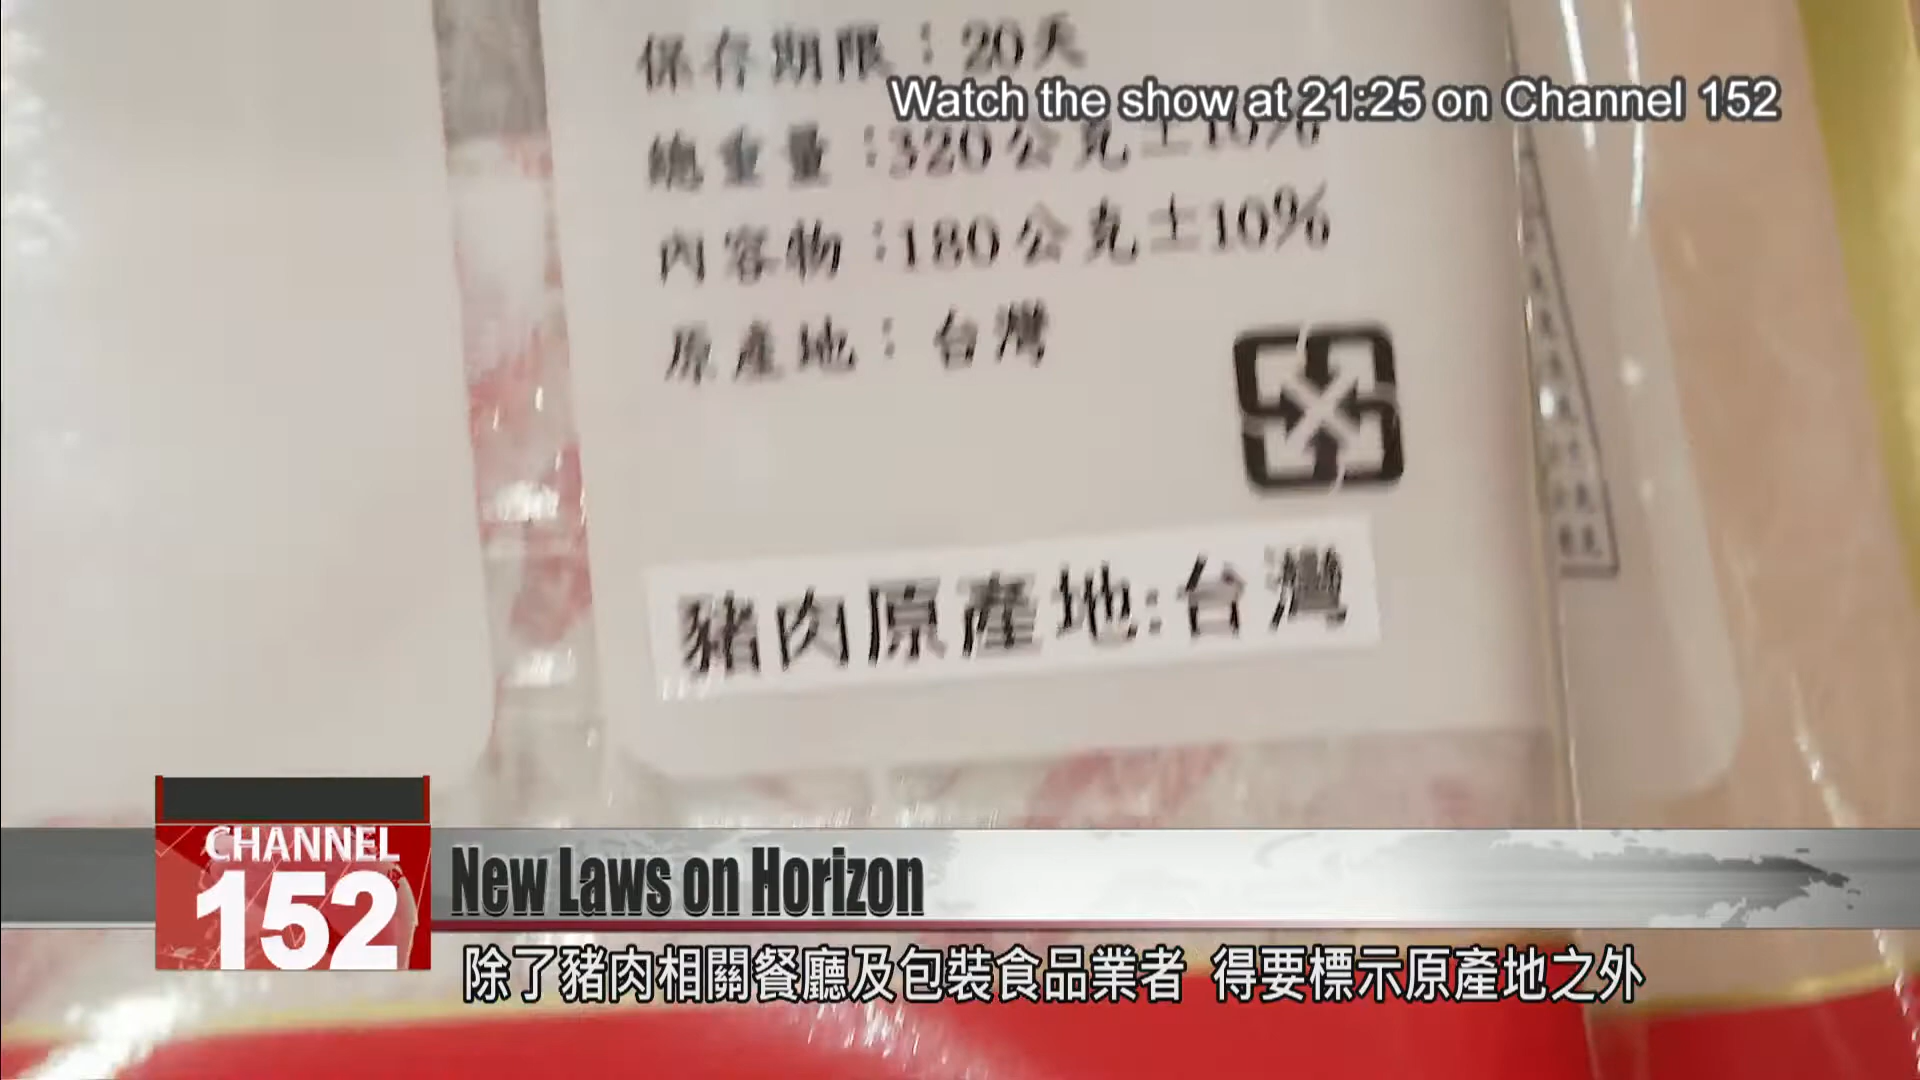 保存期限：20天
Watch the show at 21:25 on Channel 152
總重量：320公克±10%
內容物：180公克±10%
原產地：台灣
豬肉原產地:台灣
CHANNEL
152
New Laws on Horizon
除了豬肉相關餐廳及包裝食品業者 得要標示原產地之外